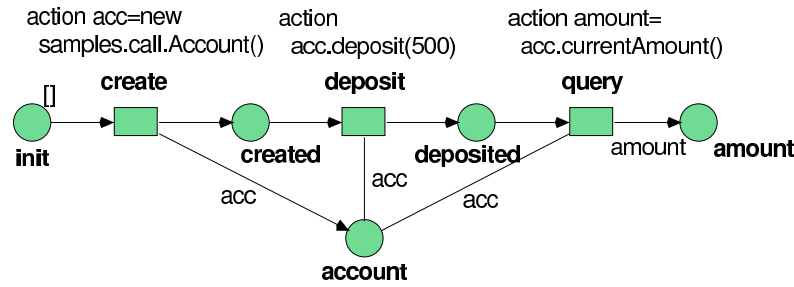 action acc=new
samples.call.Account()
action
acc.deposit(500)
action amount=
acc.currentAmount()
create
deposit
query
[]
init
created
deposited
amount
amount
acc
acc
acc
account